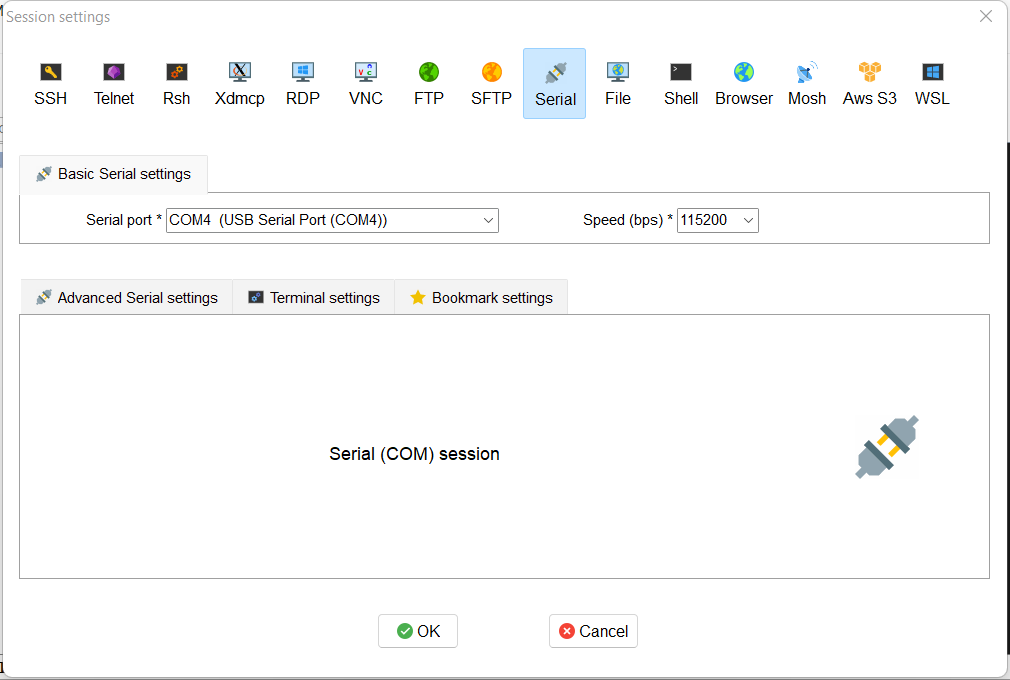 Session settings
SSH Telnet Rsh Xdmcp RDP VNC FTP SFTP Serial File Shell Browser Mosh Aws S3 WSL
Basic Serial settings
Serial port * COM4 (USB Serial Port (COM4)) Speed (bps) * 115200
Advanced Serial settings Terminal settings Bookmark settings
Serial (COM) session
OK Cancel